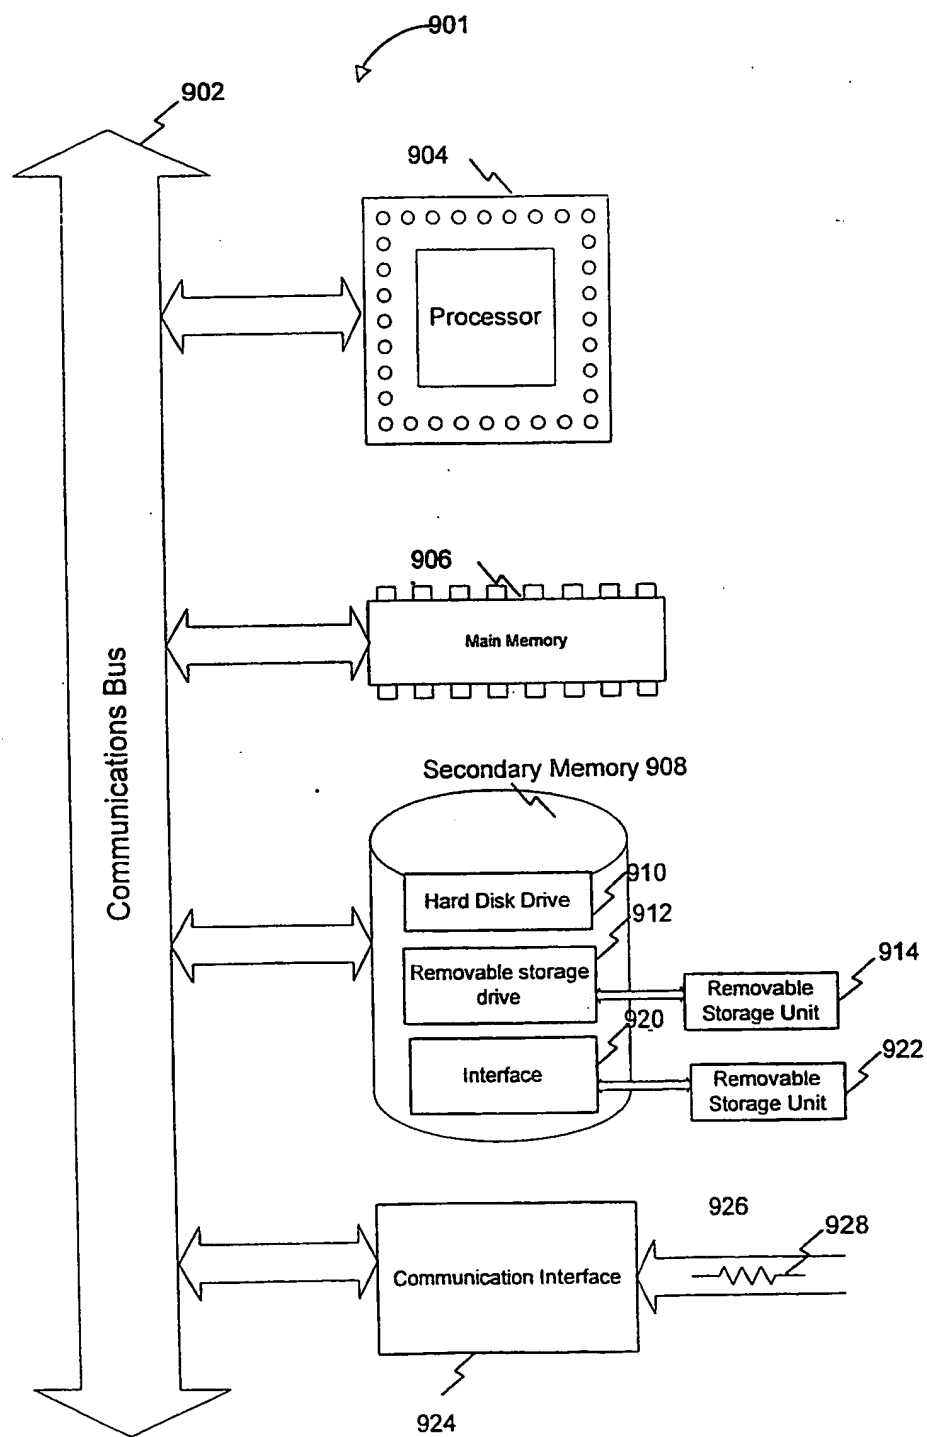 901
902
904
Processor
906
Main Memory
Communications Bus
Secondary Memory 908
910
Hard Disk Drive
912
Removable storage
drive
914
Removable
Storage Unit
920
Interface
922
Removable
Storage Unit
926
928
Communication Interface
924